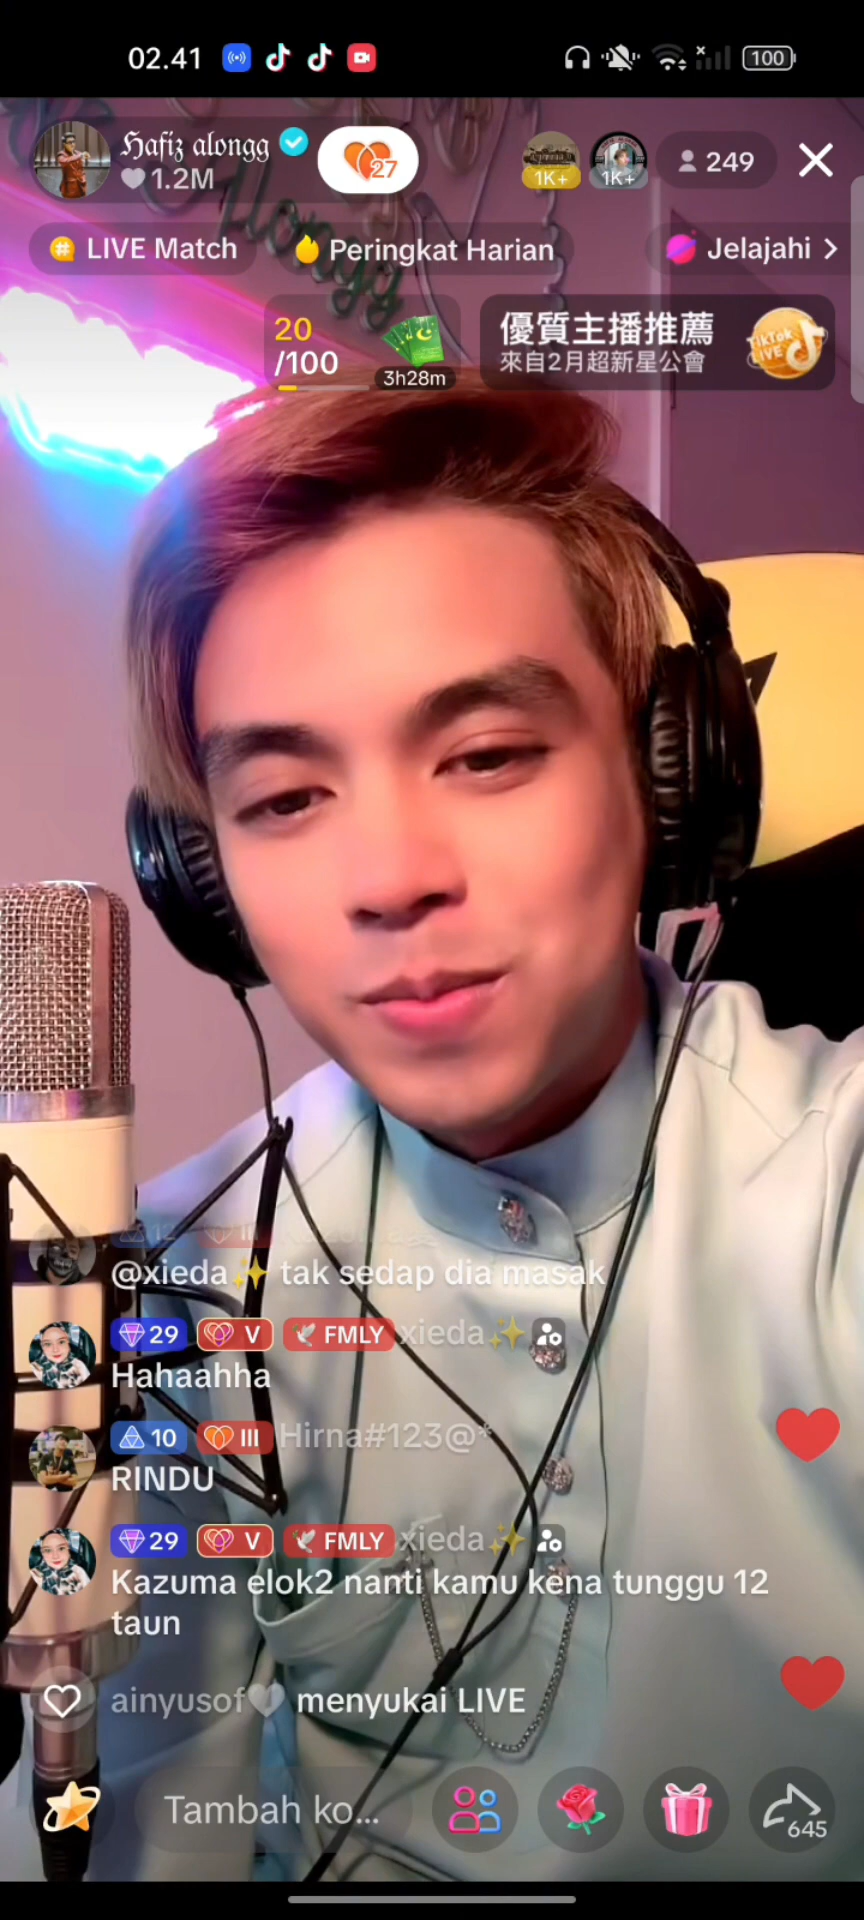 02.41
100
ℌafiz alongg
1.2M
27
1K+
1K+
249
LIVE Match
Peringkat Harian
Jelajahi
20
/100
3h28m
優質主播推薦
來自2月超新星公會
TikTok
LIVE
12 III
@xieda✨ tak sedap dia masak
29 V FMLY xieda✨
Hahaahha
10 III Hirna#123@*
RINDU
29 V FMLY xieda✨
Kazuma elok2 nanti kamu kena tunggu 12
taun
ainyusof🤍 menyukai LIVE
Tambah ko...
645